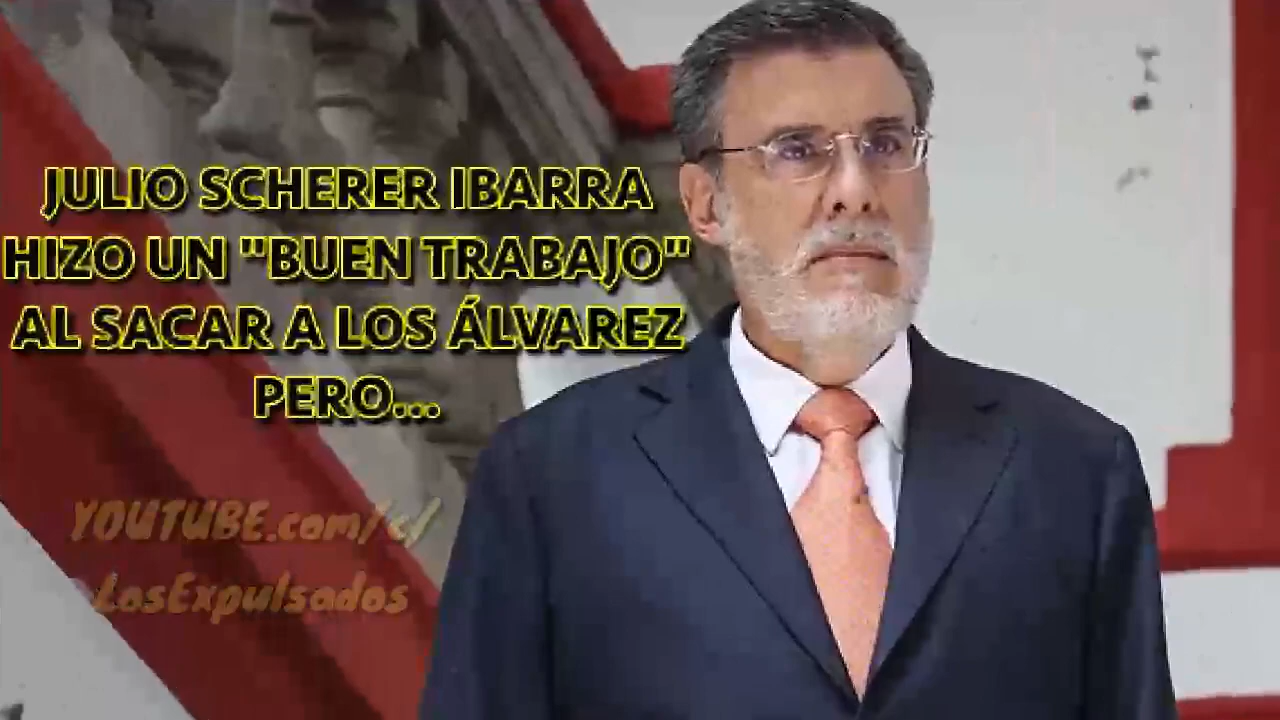 JULIO SCHERER IBARRA
HIZO UN "BUEN TRABAJO"
AL SACAR A LOS ÁLVAREZ
PERO...
YOUTUBE.com/c/
LosExpulsados